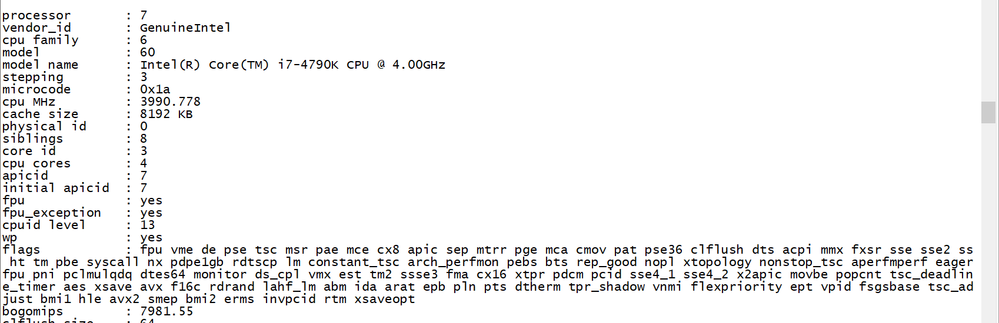 processor : 7
vendor_id : GenuineIntel
cpu family : 6
model : 60
model name : Intel(R) Core(TM) i7-4790K CPU @ 4.00GHz
stepping : 3
microcode : 0x1a
cpu MHz : 3990.778
cache size : 8192 KB
physical id : 0
siblings : 8
core id : 3
cpu cores : 4
apicid : 7
initial apicid : 7
fpu : yes
fpu_exception : yes
cpuid level : 13
wp : yes
flags : fpu vme de pse tsc msr pae mce cx8 apic sep mtrr pge mca cmov pat pse36 clflush dts acpi mmx fxsr sse sse2 ss
ht tm pbe syscall nx pdpe1gb rdtscp lm constant_tsc arch_perfmon pebs bts rep_good nopl xtopology nonstop_tsc aperfmperf eager
fpu pni pclmulqdq dtes64 monitor ds_cpl vmx est tm2 ssse3 fma cx16 xtpr pdcm pcid sse4_1 sse4_2 x2apic movbe popcnt tsc_deadlin
e_timer aes xsave avx f16c rdrand lahf_lm abm ida arat epb pln pts dtherm tpr_shadow vnmi flexpriority ept vpid fsgsbase tsc_ad
just bmi1 hle avx2 smep bmi2 erms invpcid rtm xsaveopt
bogomips : 7981.55
clflush size : 64